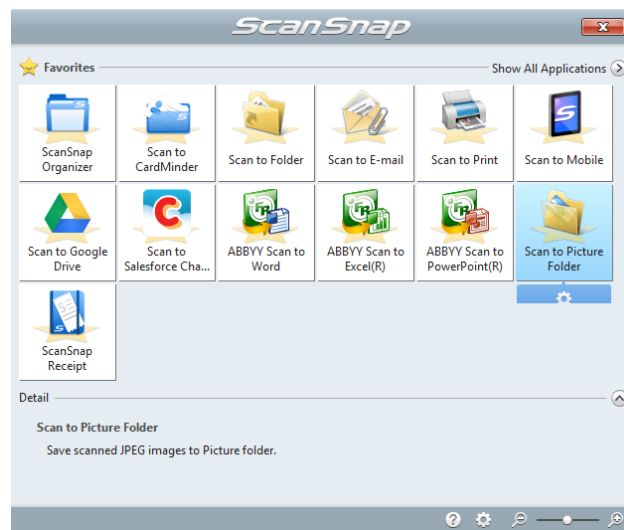 ScanSnap
Favorites
Show All Applications
ScanSnap
Organizer
Scan to
CardMinder
Scan to Folder
Scan to E-mail
Scan to Print
Scan to Mobile
Scan to Google
Drive
Scan to
Salesforce Cha...
ABBYY Scan to
Word
ABBYY Scan to
Excel(R)
ABBYY Scan to
PowerPoint(R)
Scan to Picture
Folder
ScanSnap
Receipt
Detail
Scan to Picture Folder
Save scanned JPEG images to Picture folder.